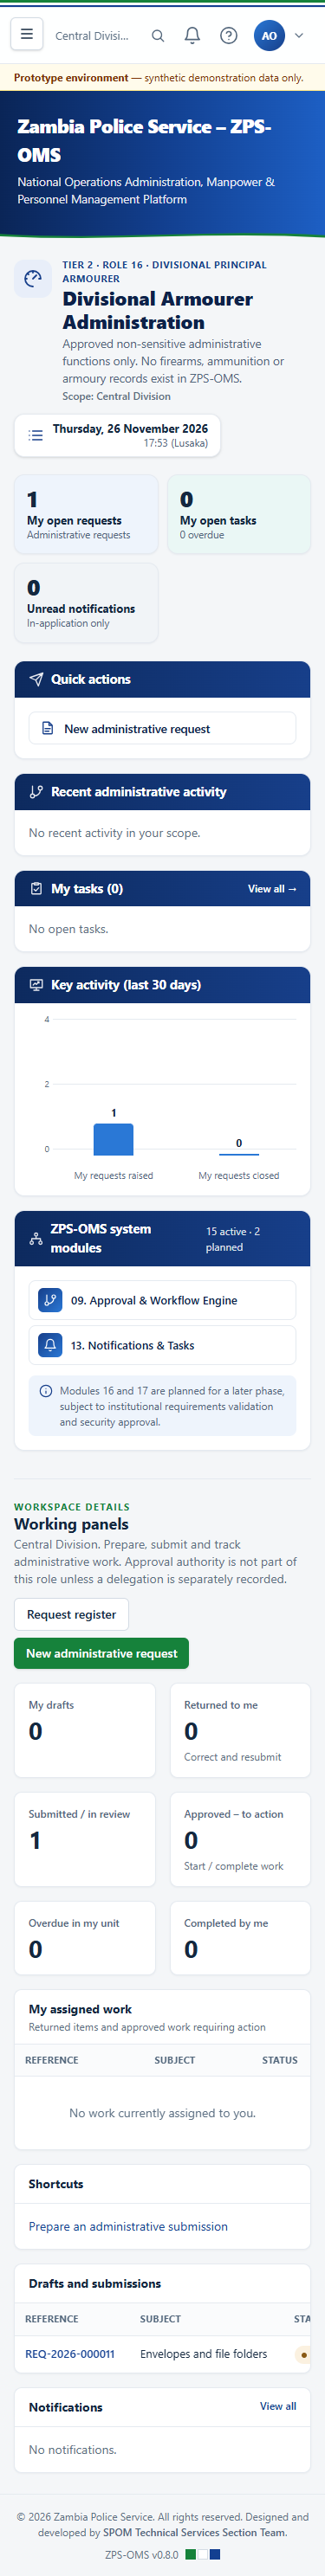 Central Divisi...
AO
Prototype environment — synthetic demonstration data only.
Zambia Police Service – ZPS-
OMS
National Operations Administration, Manpower &
Personnel Management Platform
TIER 2 · ROLE 16 · DIVISIONAL PRINCIPAL
ARMOURER
Divisional Armourer
Administration
Approved non-sensitive administrative
functions only. No firearms, ammunition or
armoury records exist in ZPS-OMS.
Scope: Central Division
Thursday, 26 November 2026
17:53 (Lusaka)
1
My open requests
Administrative requests
0
My open tasks
0 overdue
0
Unread notifications
In-application only
Quick actions
New administrative request
Recent administrative activity
No recent activity in your scope.
My tasks (0)
View all →
No open tasks.
Key activity (last 30 days)
4
2
0
1
0
My requests raised
My requests closed
ZPS-OMS system
modules
15 active · 2
planned
09. Approval & Workflow Engine
13. Notifications & Tasks
Modules 16 and 17 are planned for a later phase,
subject to institutional requirements validation
and security approval.
WORKSPACE DETAILS
Working panels
Central Division. Prepare, submit and track
administrative work. Approval authority is not part of
this role unless a delegation is separately recorded.
Request register
New administrative request
My drafts
0
Returned to me
0
Correct and resubmit
Submitted / in review
1
Approved – to action
0
Start / complete work
Overdue in my unit
0
Completed by me
0
My assigned work
Returned items and approved work requiring action
REFERENCE SUBJECT STATUS
No work currently assigned to you.
Shortcuts
Prepare an administrative submission
Drafts and submissions
REFERENCE SUBJECT STA
REQ-2026-000011 Envelopes and file folders
Notifications
View all
No notifications.
© 2026 Zambia Police Service. All rights reserved. Designed and
developed by SPOM Technical Services Section Team.
ZPS-OMS v0.8.0